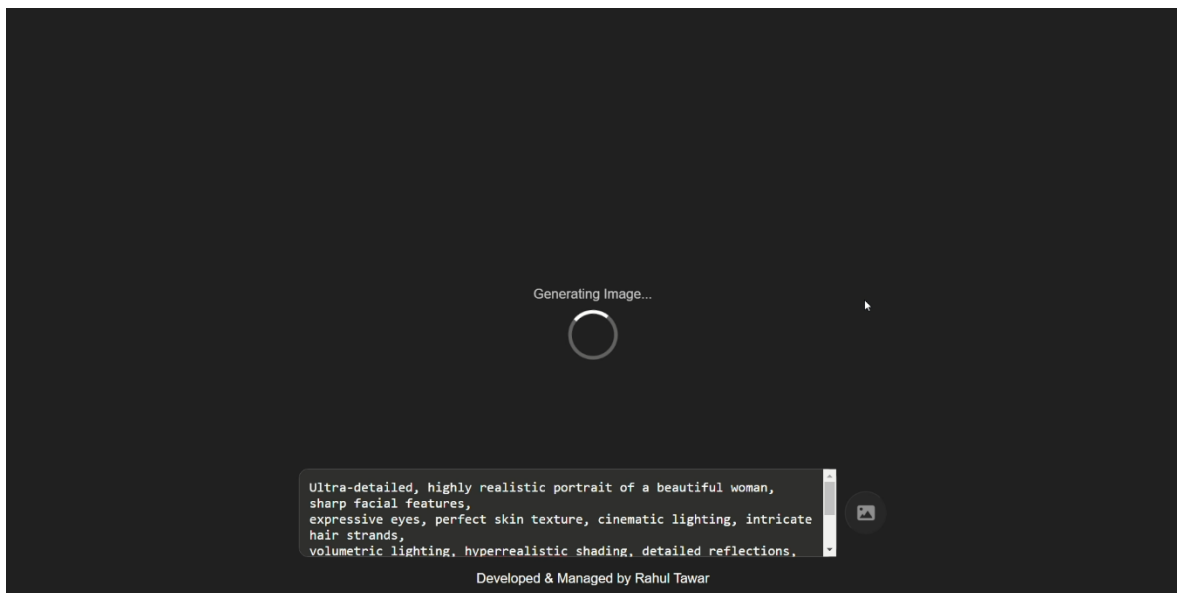 Generating Image...
Ultra-detailed, highly realistic portrait of a beautiful woman,
sharp facial features,
expressive eyes, perfect skin texture, cinematic lighting, intricate
hair strands,
volumetric lighting, hyperrealistic shading, detailed reflections,
Developed & Managed by Rahul Tawar